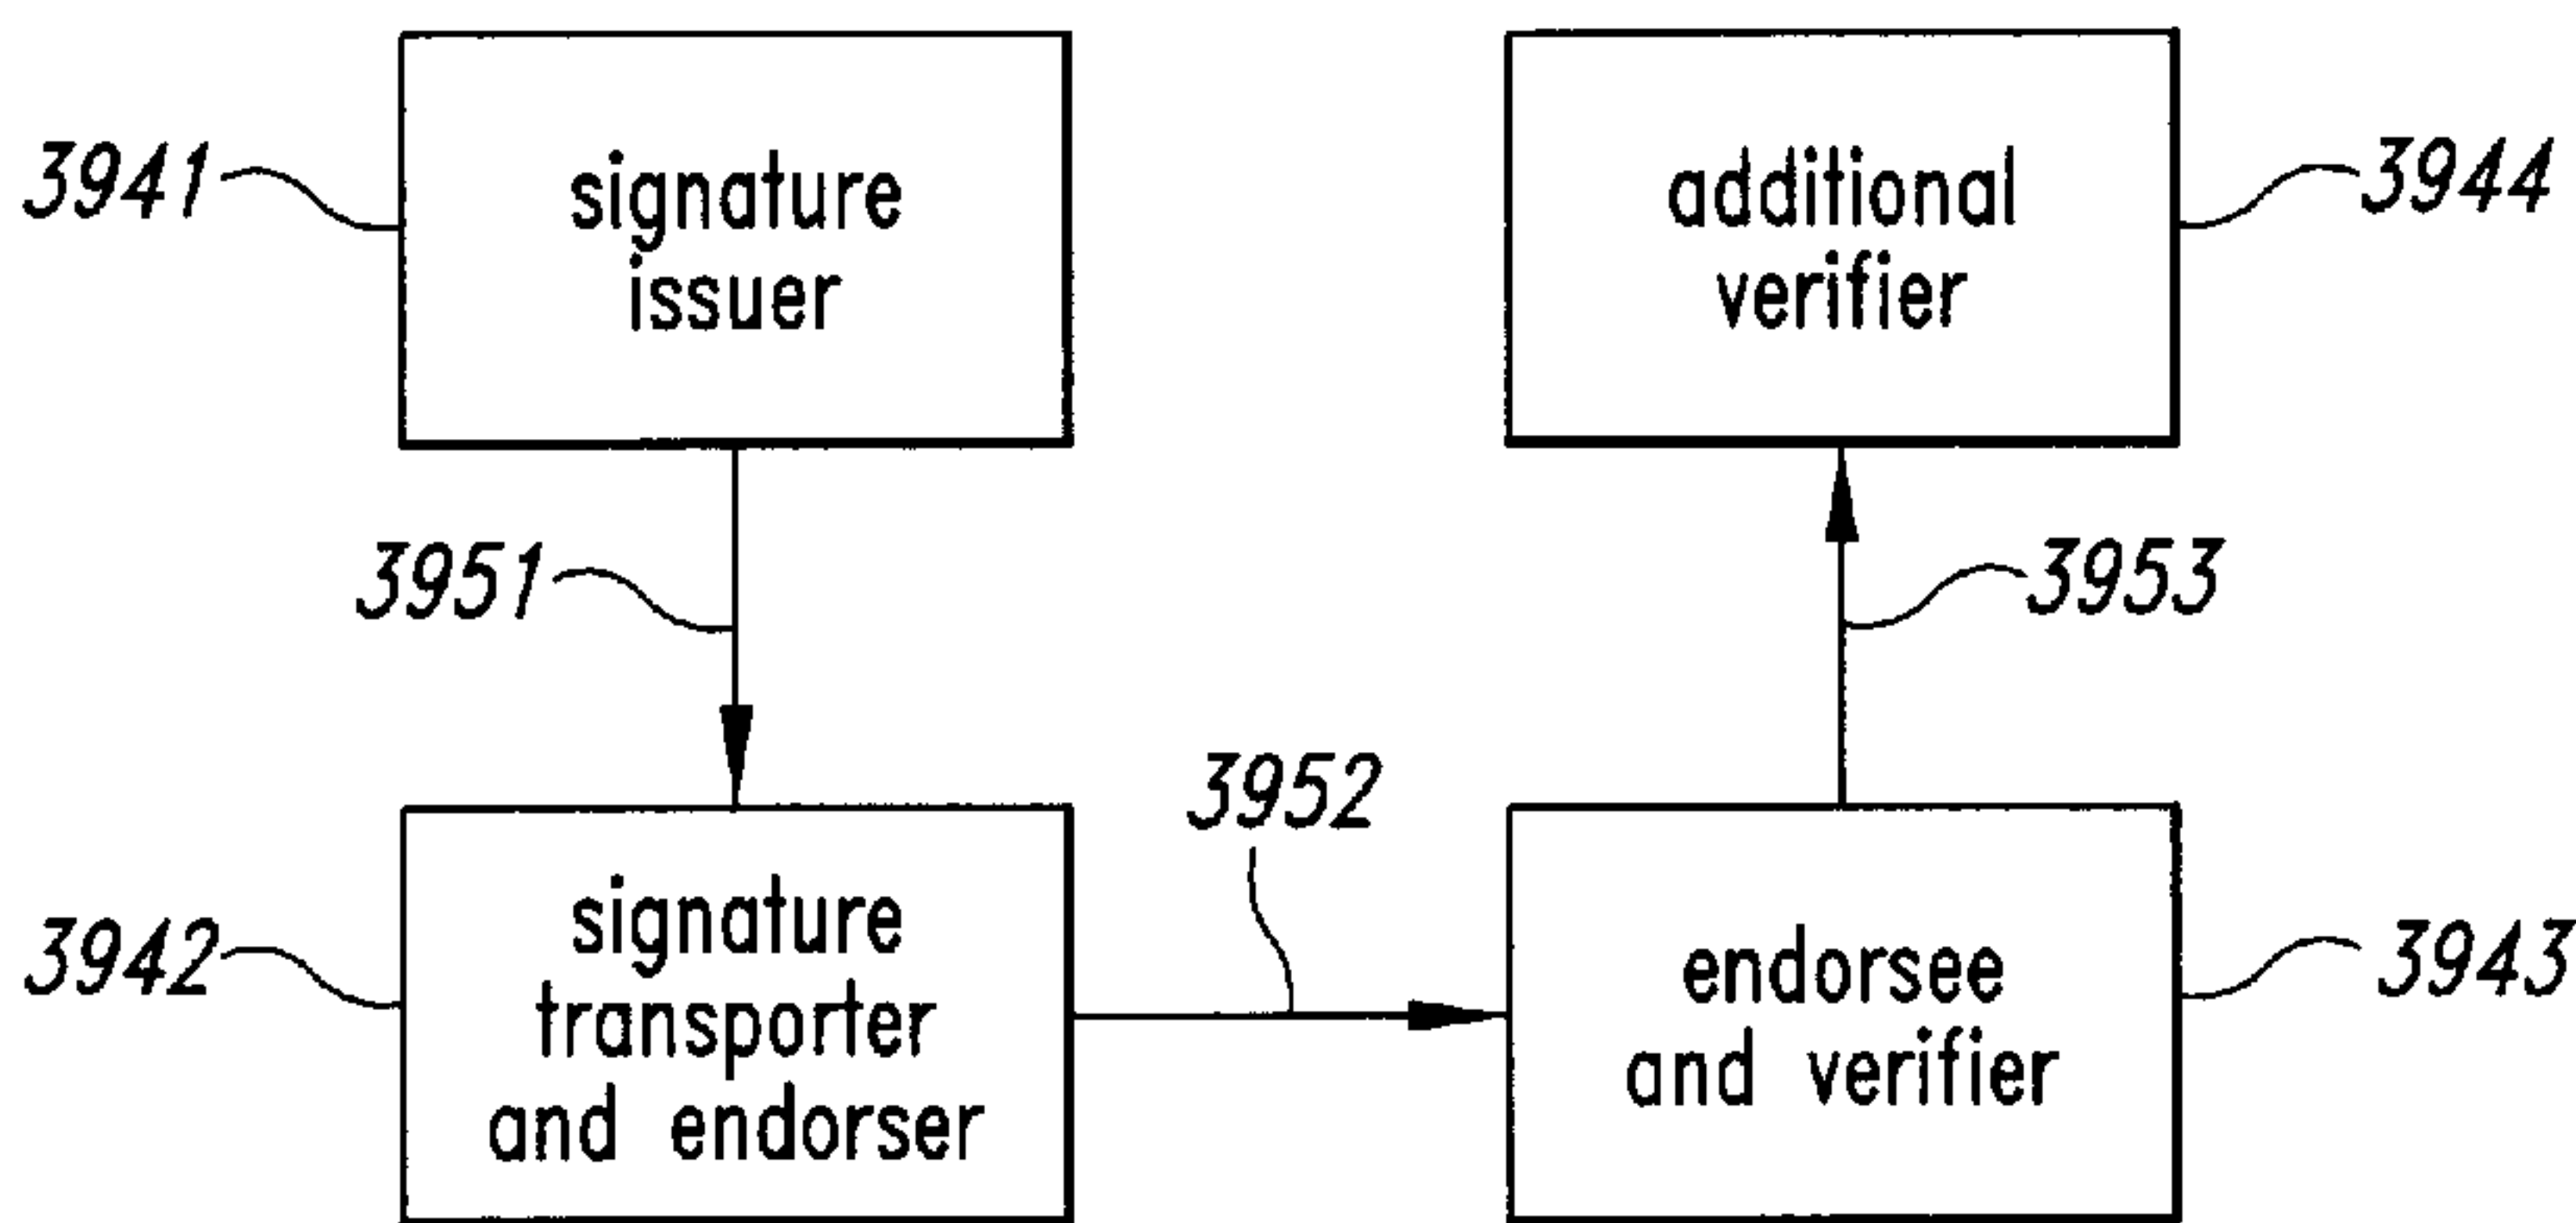 3941
signature
issuer
additional
verifier
3944
3951
3953
3952
3942
signature
transporter
and endorser
endorsee
and verifier
3943